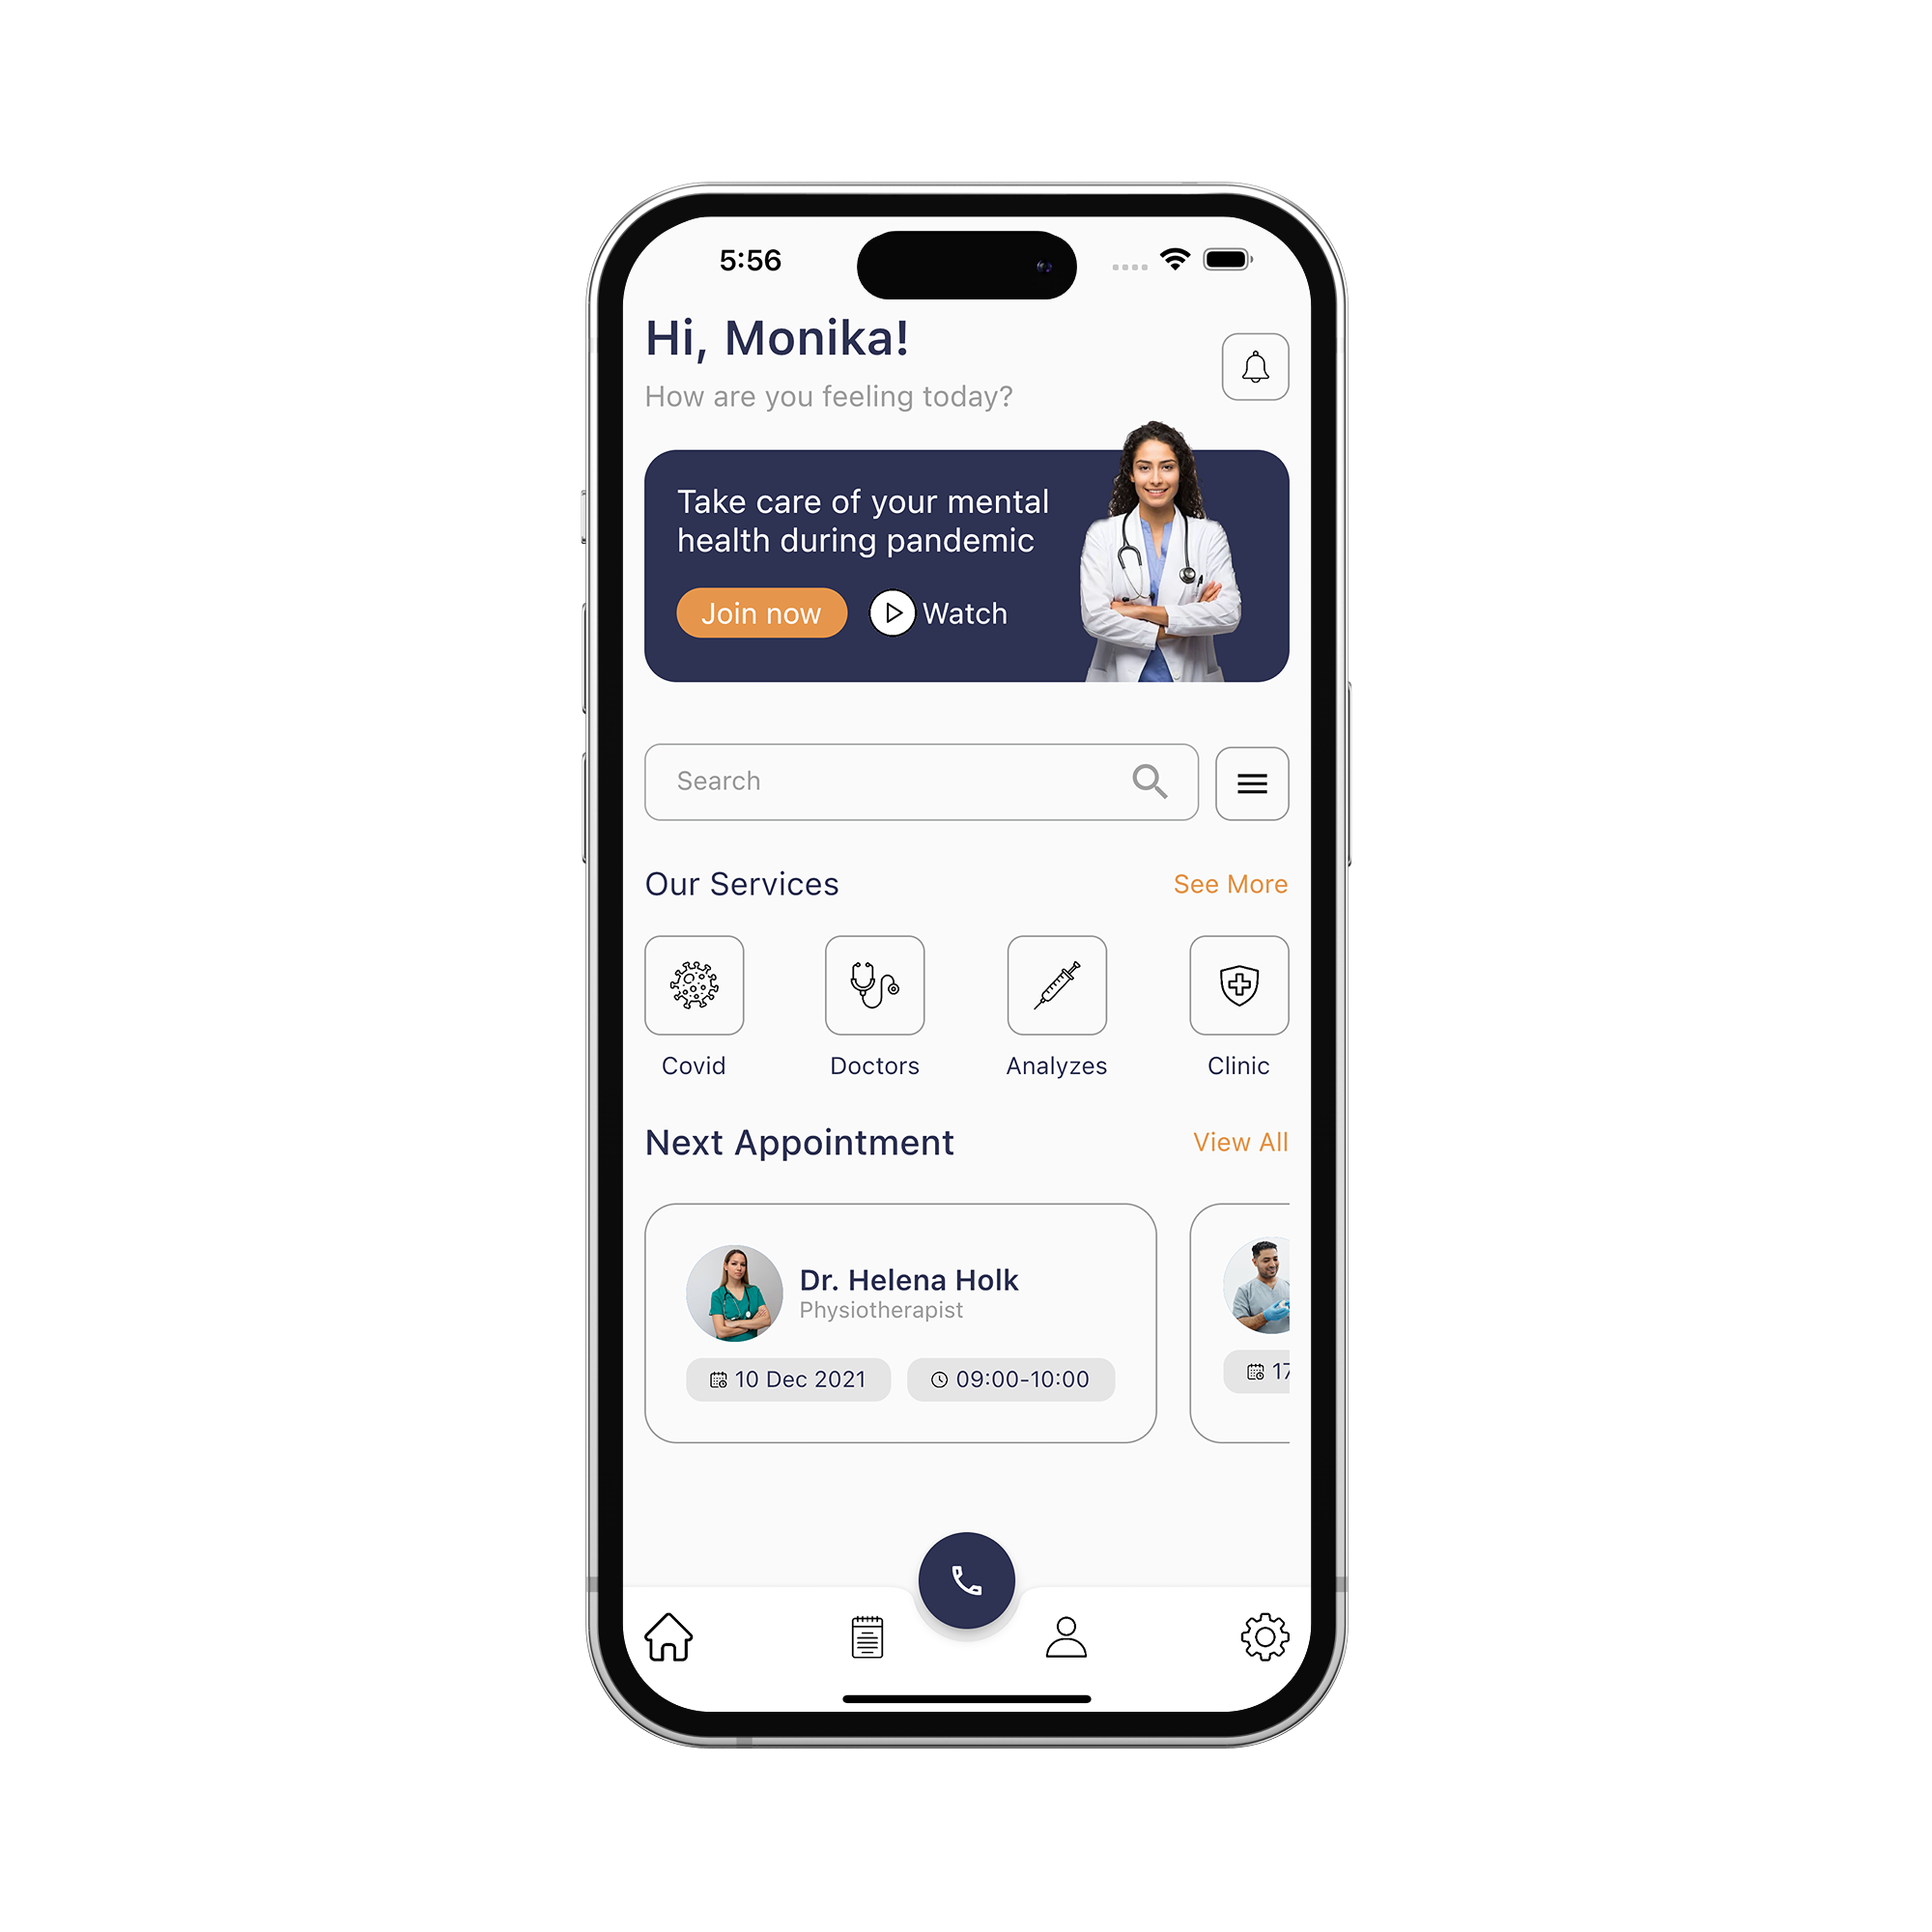 5:56
Hi, Monika!
How are you feeling today?
Take care of your mental
health during pandemic
Join now
Watch
Search
Our Services
See More
Covid
Doctors
Analyzes
Clinic
Next Appointment
View All
Dr. Helena Holk
Physiotherapist
10 Dec 2021
09:00-10:00
17